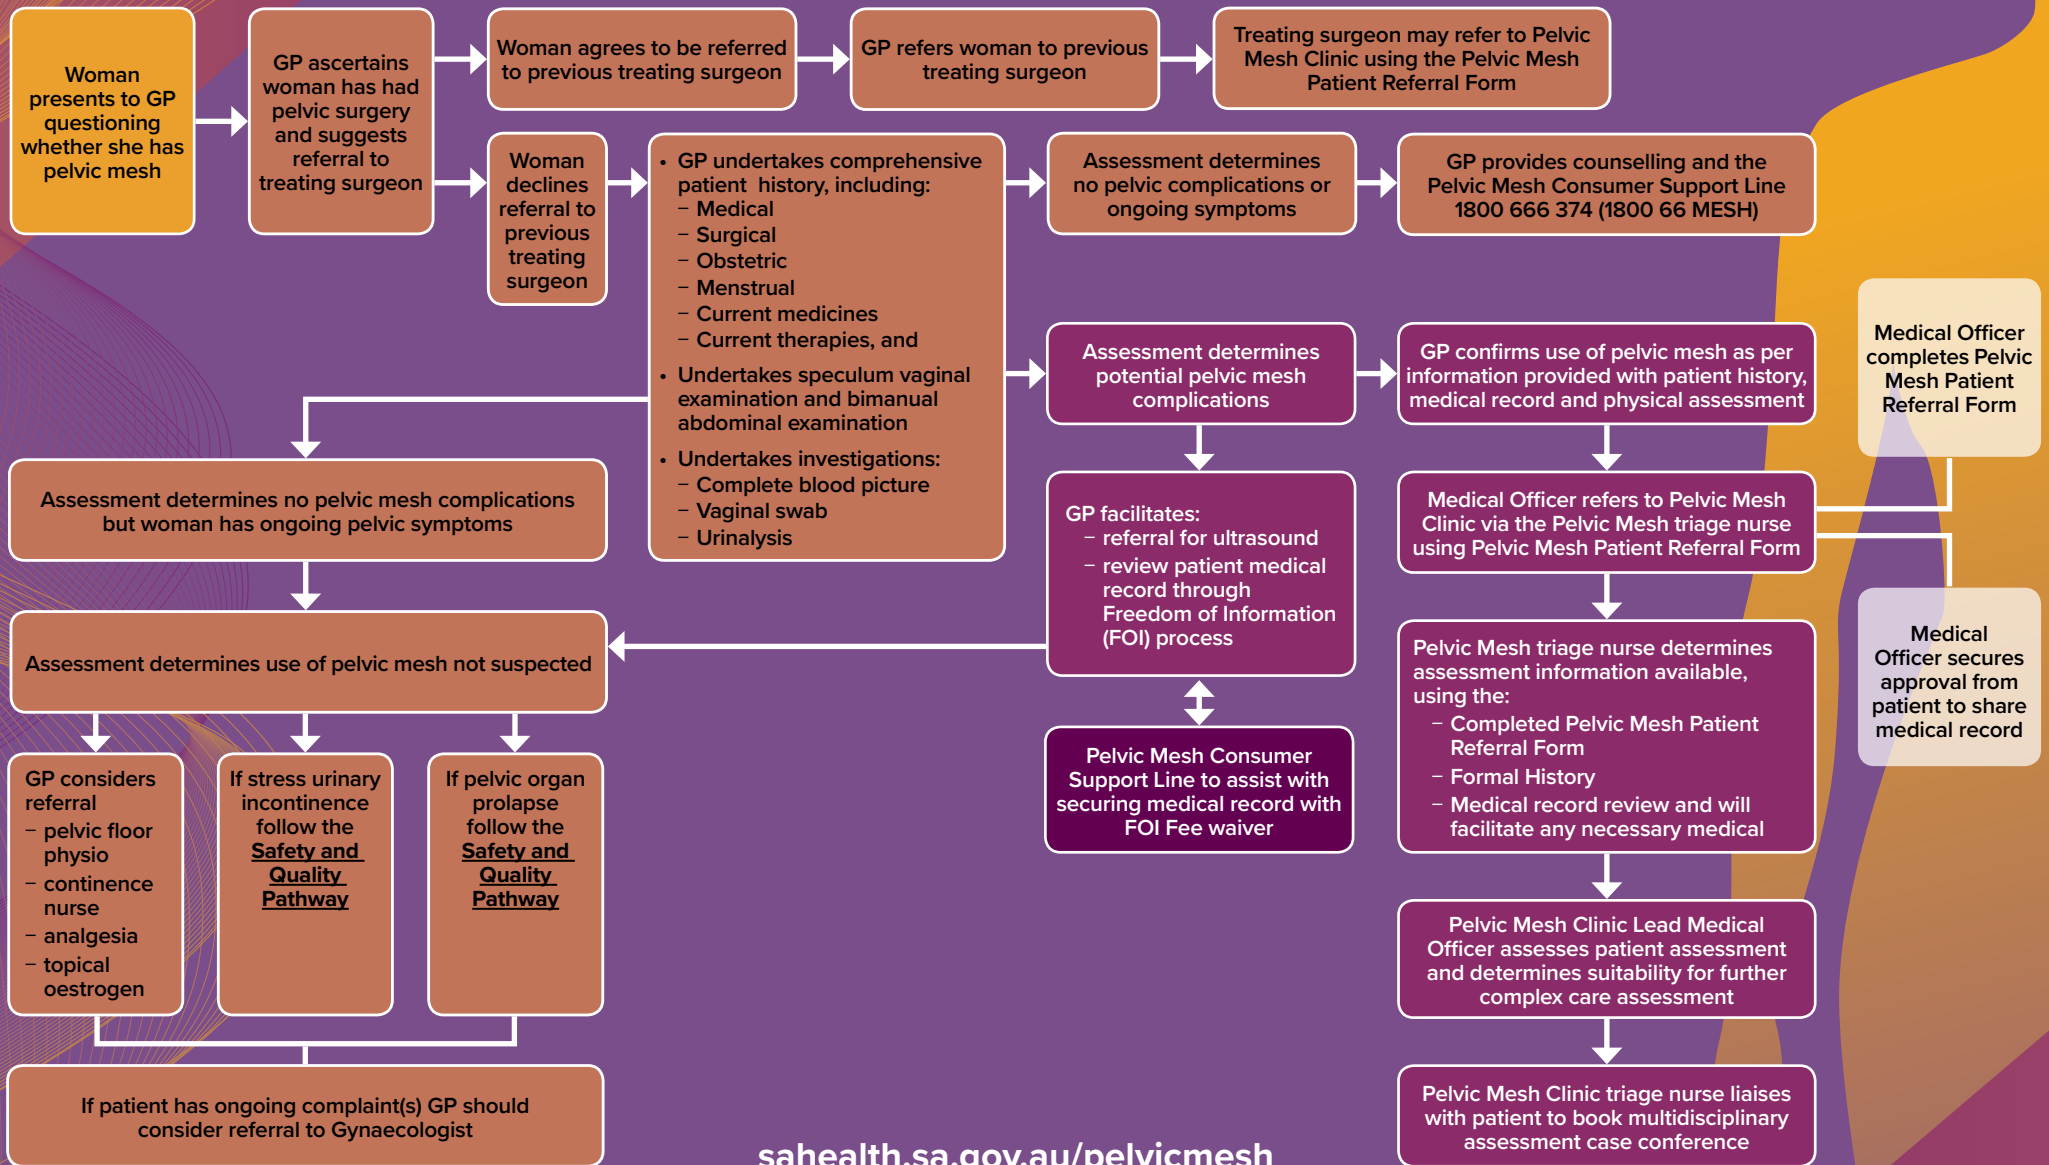 Woman
presents to GP
questioning
whether she has
pelvic mesh
GP ascertains
woman has had
pelvic surgery
and suggests
referral to
treating surgeon
Woman agrees to be referred
to previous treating surgeon
GP refers woman to previous
treating surgeon
Treating surgeon may refer to Pelvic
Mesh Clinic using the Pelvic Mesh
Patient Referral Form
Woman
declines
referral to
previous
treating
surgeon
• GP undertakes comprehensive
patient history, including:
– Medical
– Surgical
– Obstetric
– Menstrual
– Current medicines
– Current therapies, and
• Undertakes speculum vaginal
examination and bimanual
abdominal examination
• Undertakes investigations:
– Complete blood picture
– Vaginal swab
– Urinalysis
Assessment determines
no pelvic complications or
ongoing symptoms
GP provides counselling and the
Pelvic Mesh Consumer Support Line
1800 666 374 (1800 66 MESH)
Assessment determines
potential pelvic mesh
complications
GP confirms use of pelvic mesh as per
information provided with patient history,
medical record and physical assessment
Medical Officer
completes Pelvic
Mesh Patient
Referral Form
Assessment determines no pelvic mesh complications
but woman has ongoing pelvic symptoms
GP facilitates:
– referral for ultrasound
– review patient medical
record through
Freedom of Information
(FOI) process
Medical Officer refers to Pelvic Mesh
Clinic via the Pelvic Mesh triage nurse
using Pelvic Mesh Patient Referral Form
Medical
Officer secures
approval from
patient to share
medical record
Assessment determines use of pelvic mesh not suspected
Pelvic Mesh triage nurse determines
assessment information available,
using the:
– Completed Pelvic Mesh Patient
Referral Form
– Formal History
– Medical record review and will
facilitate any necessary medical
Pelvic Mesh Consumer
Support Line to assist with
securing medical record with
FOI Fee waiver
GP considers
referral
– pelvic floor
physio
– continence
nurse
– analgesia
– topical
oestrogen
If stress urinary
incontinence
follow the
Safety and
Quality
Pathway
If pelvic organ
prolapse
follow the
Safety and
Quality
Pathway
Pelvic Mesh Clinic Lead Medical
Officer assesses patient assessment
and determines suitability for further
complex care assessment
If patient has ongoing complaint(s) GP should
consider referral to Gynaecologist
Pelvic Mesh Clinic triage nurse liaises
with patient to book multidisciplinary
assessment case conference
sahealth.sa.gov.au/pelvicmesh